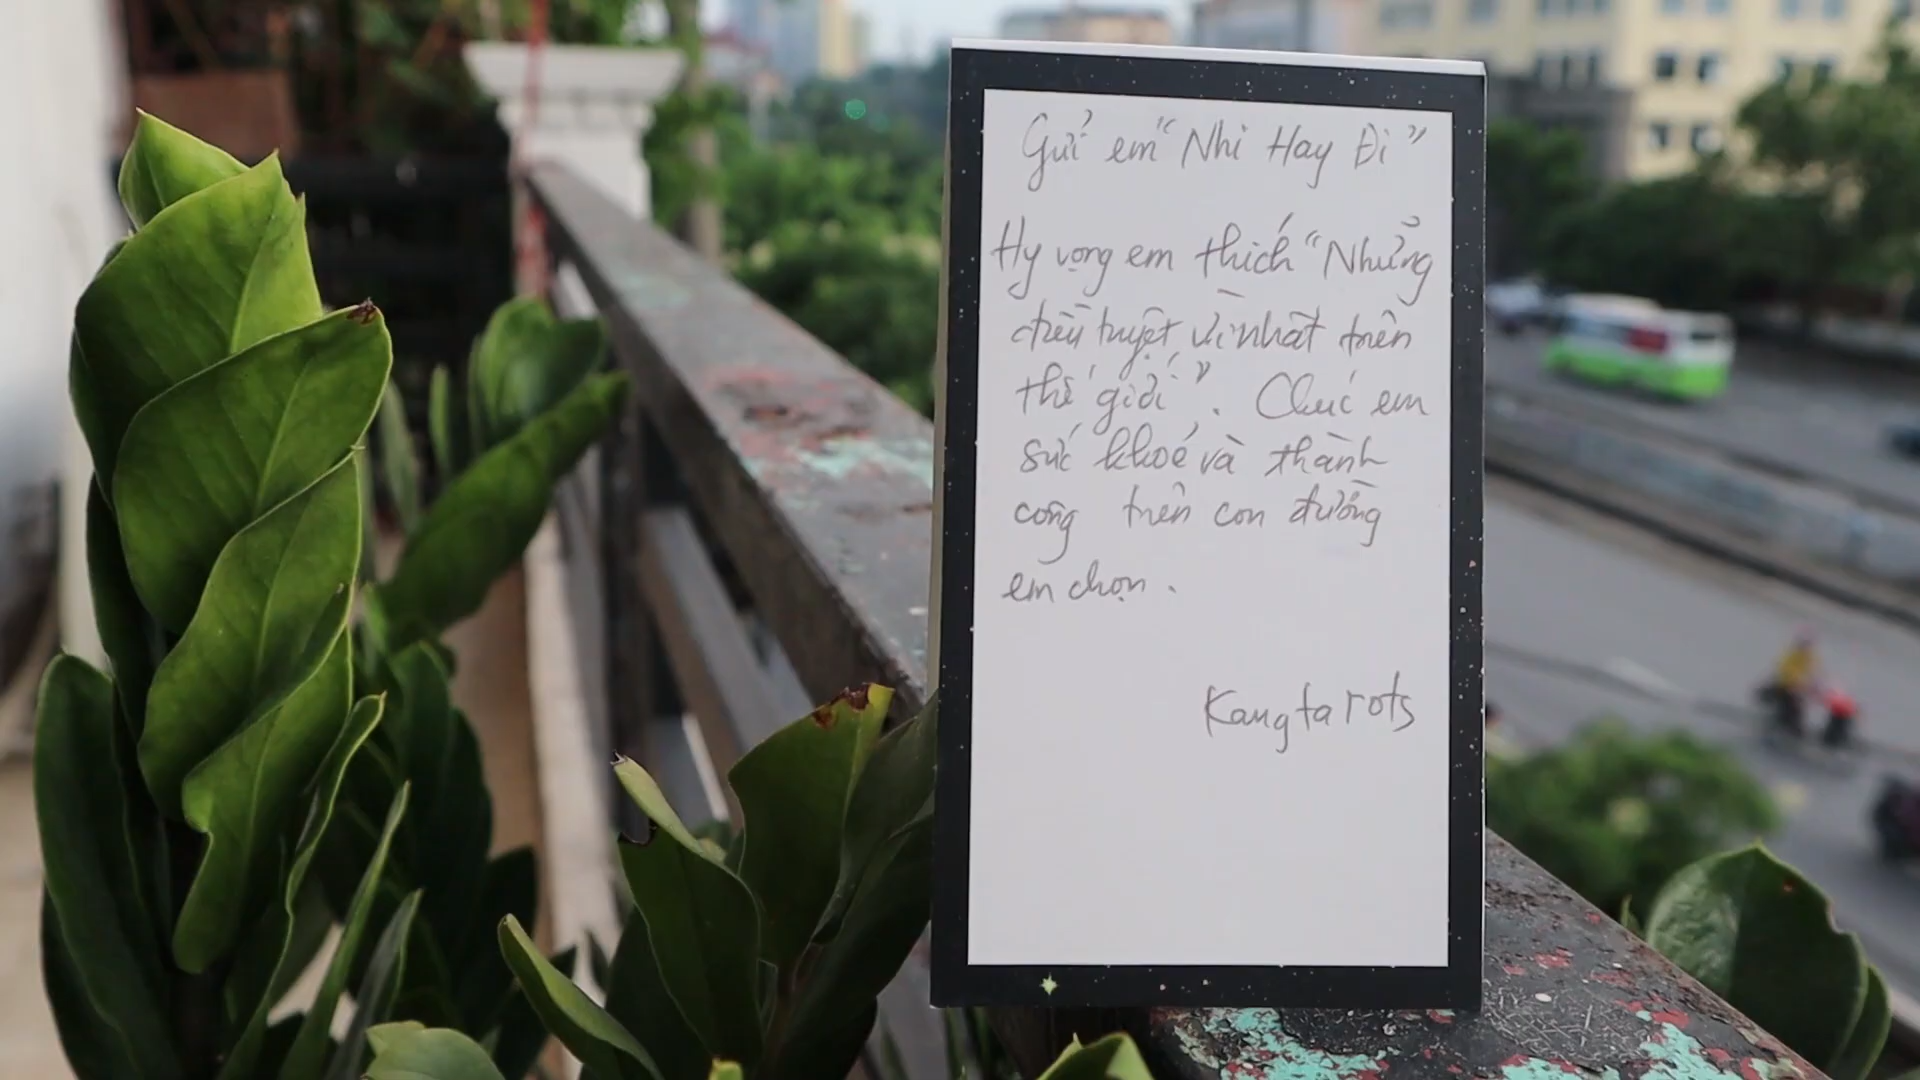 Gửi em "Nhi Hay Đi"
Hy vọng em thích "Những
điều tuyệt vời nhất trên
thế giới". Chúc em
sức khoẻ và thành
công trên con đường
em chọn.
Kangtarots